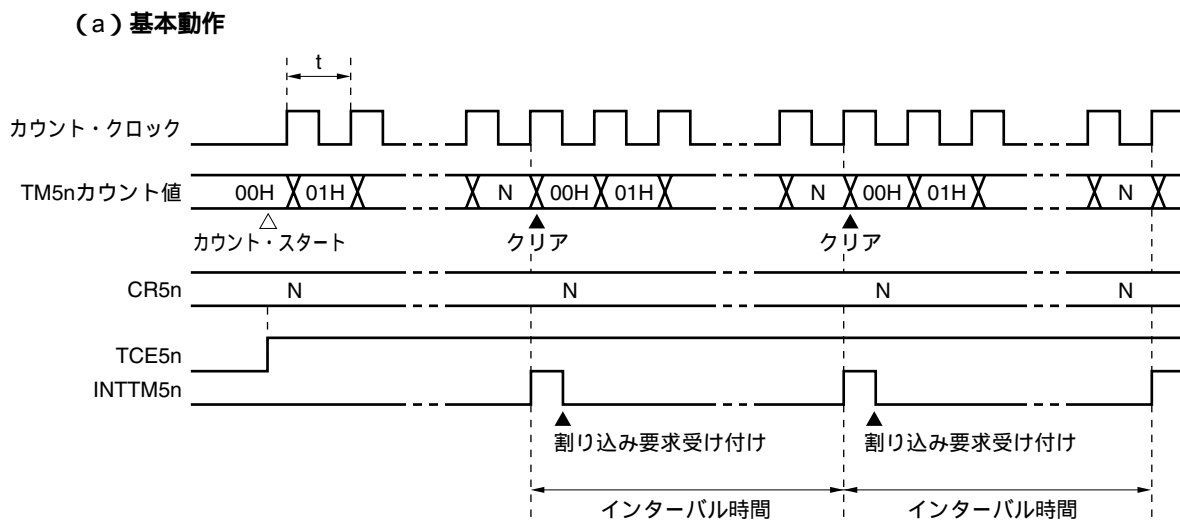 (a)基本動作
t
カウント・クロック
TM5nカウント値 00H 01H N 00H 01H N 00H 01H N
カウント・スタート クリア クリア
CR5n N N N N
TCE5n
INTTM5n
割り込み要求受け付け 割り込み要求受け付け
インターバル時間 インターバル時間